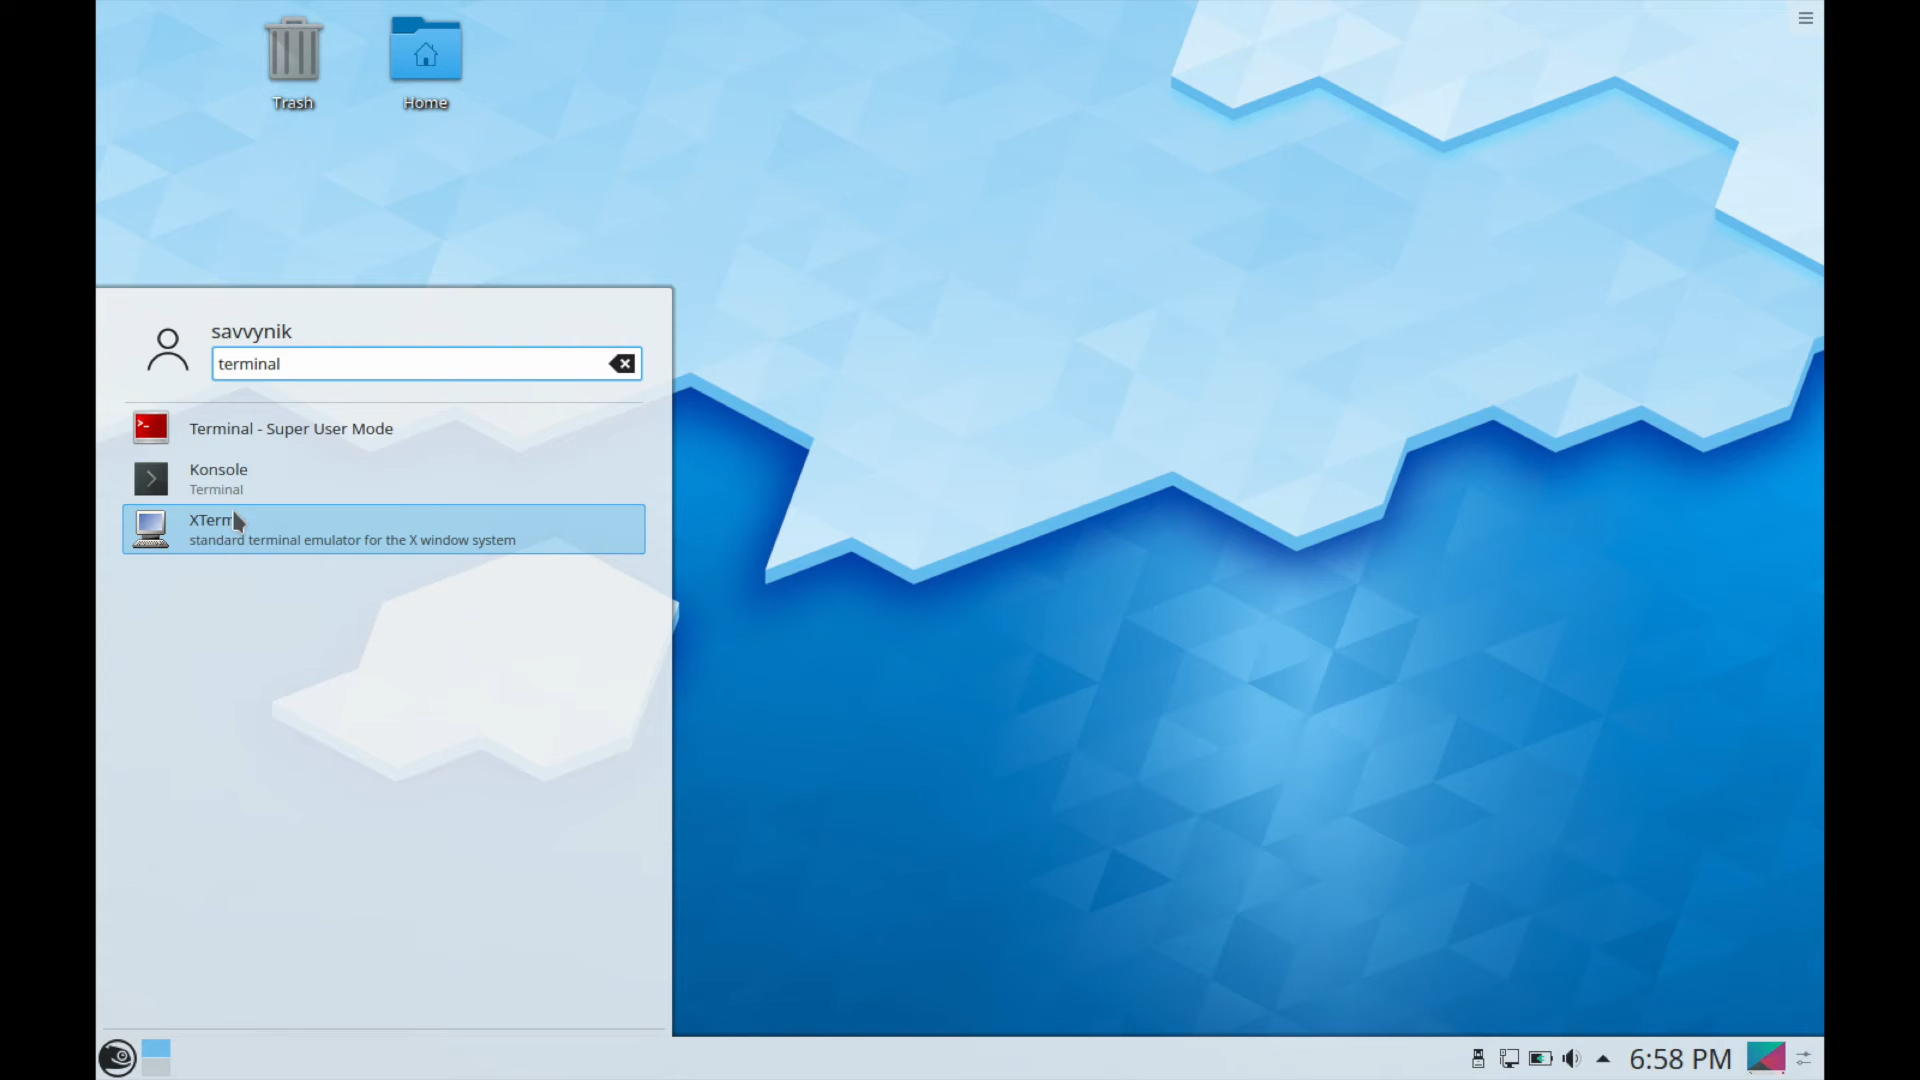 Trash
Home
savvynik
terminal
Terminal - Super User Mode
Konsole
Terminal
XTerm
standard terminal emulator for the X window system
6:58 PM